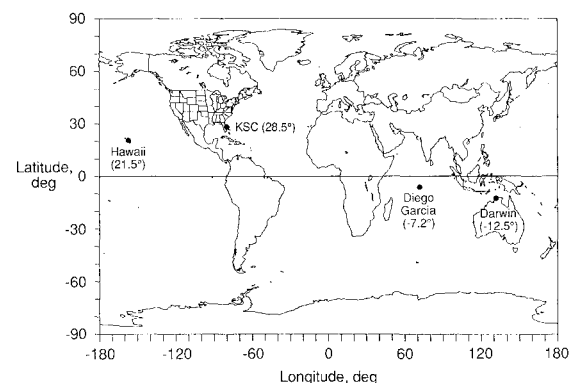 90
60
30
0
-30
-60
-90
Latitude,
deg
KSC (28.5°)
Hawaii
(21.5°)
Diego
Garcia
(-7.2°)
Darwin
(-12.5°)
-180 -120 -60 0 60 120 180
Longitude, deg